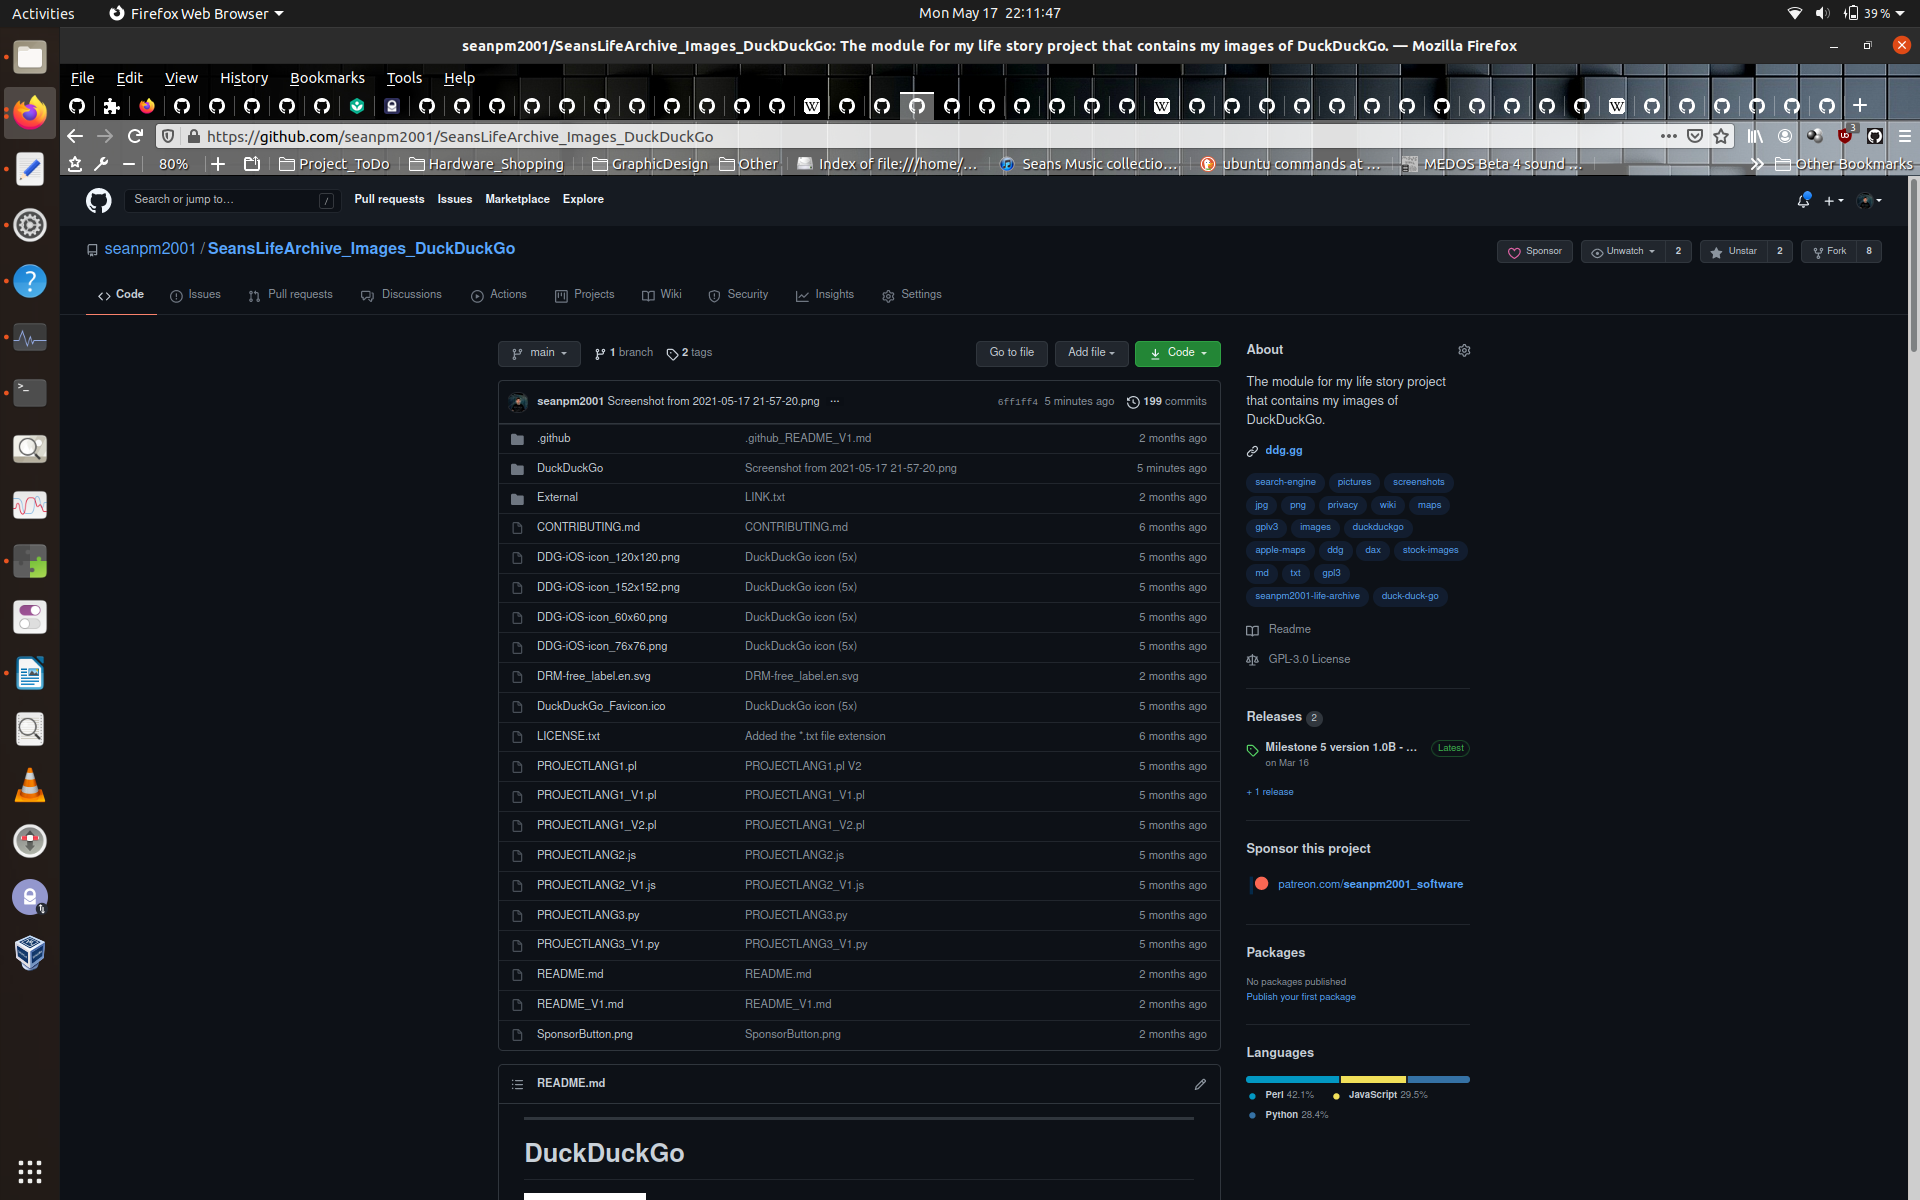 Activities Firefox Web Browser Mon May 17 22:11:47 39 %
seanpm2001/SeansLifeArchive_Images_DuckDuckGo: The module for my life story project that contains my images of DuckDuckGo. — Mozilla Firefox
File Edit View History Bookmarks Tools Help
https://github.com/seanpm2001/SeansLifeArchive_Images_DuckDuckGo 3
80% Project_ToDo Hardware_Shopping GraphicDesign Other Index of file:///home/… Seans Music collectio… ubuntu commands at … MEDOS Beta 4 sound … Other Bookmarks
Search or jump to… / Pull requests Issues Marketplace Explore
seanpm2001 / SeansLifeArchive_Images_DuckDuckGo
Sponsor Unwatch 2 Unstar 2 Fork 8
Code Issues Pull requests Discussions Actions Projects Wiki Security Insights Settings
main 1 branch 2 tags Go to file Add file Code
seanpm2001 Screenshot from 2021-05-17 21-57-20.png ... 6ff1ff4 5 minutes ago 199 commits
.github .github_README_V1.md 2 months ago
DuckDuckGo Screenshot from 2021-05-17 21-57-20.png 5 minutes ago
External LINK.txt 2 months ago
CONTRIBUTING.md CONTRIBUTING.md 6 months ago
DDG-iOS-icon_120x120.png DuckDuckGo icon (5x) 5 months ago
DDG-iOS-icon_152x152.png DuckDuckGo icon (5x) 5 months ago
DDG-iOS-icon_60x60.png DuckDuckGo icon (5x) 5 months ago
DDG-iOS-icon_76x76.png DuckDuckGo icon (5x) 5 months ago
DRM-free_label.en.svg DRM-free_label.en.svg 2 months ago
DuckDuckGo_Favicon.ico DuckDuckGo icon (5x) 5 months ago
LICENSE.txt Added the *.txt file extension 6 months ago
PROJECTLANG1.pl PROJECTLANG1.pl V2 5 months ago
PROJECTLANG1_V1.pl PROJECTLANG1_V1.pl 5 months ago
PROJECTLANG1_V2.pl PROJECTLANG1_V2.pl 5 months ago
PROJECTLANG2.js PROJECTLANG2.js 5 months ago
PROJECTLANG2_V1.js PROJECTLANG2_V1.js 5 months ago
PROJECTLANG3.py PROJECTLANG3.py 5 months ago
PROJECTLANG3_V1.py PROJECTLANG3_V1.py 5 months ago
README.md README.md 2 months ago
README_V1.md README_V1.md 2 months ago
SponsorButton.png SponsorButton.png 2 months ago
README.md
DuckDuckGo
About
The module for my life story project
that contains my images of
DuckDuckGo.
ddg.gg
search-engine pictures screenshots
jpg png privacy wiki maps
gplv3 images duckduckgo
apple-maps ddg dax stock-images
md txt gpl3
seanpm2001-life-archive duck-duck-go
Readme
GPL-3.0 License
Releases 2
Milestone 5 version 1.0B - ... Latest
on Mar 16
+ 1 release
Sponsor this project
patreon.com/seanpm2001_software
Packages
No packages published
Publish your first package
Languages
Perl 42.1% JavaScript 29.5%
Python 28.4%